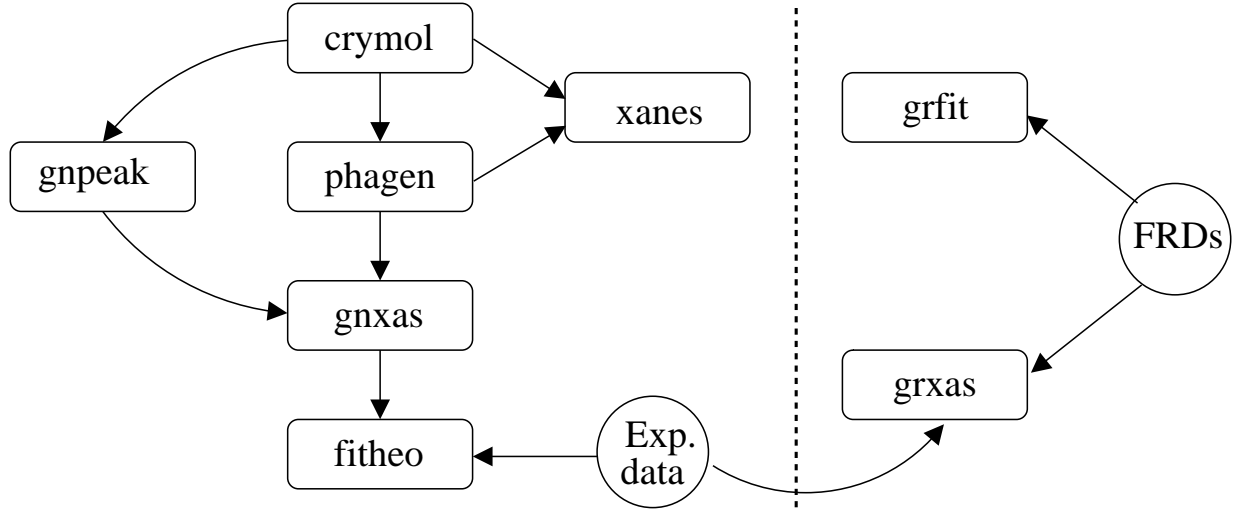 crymol
xanes
grfit
gnpeak
phagen
FRDs
gnxas
grxas
fitheo
Exp.
data